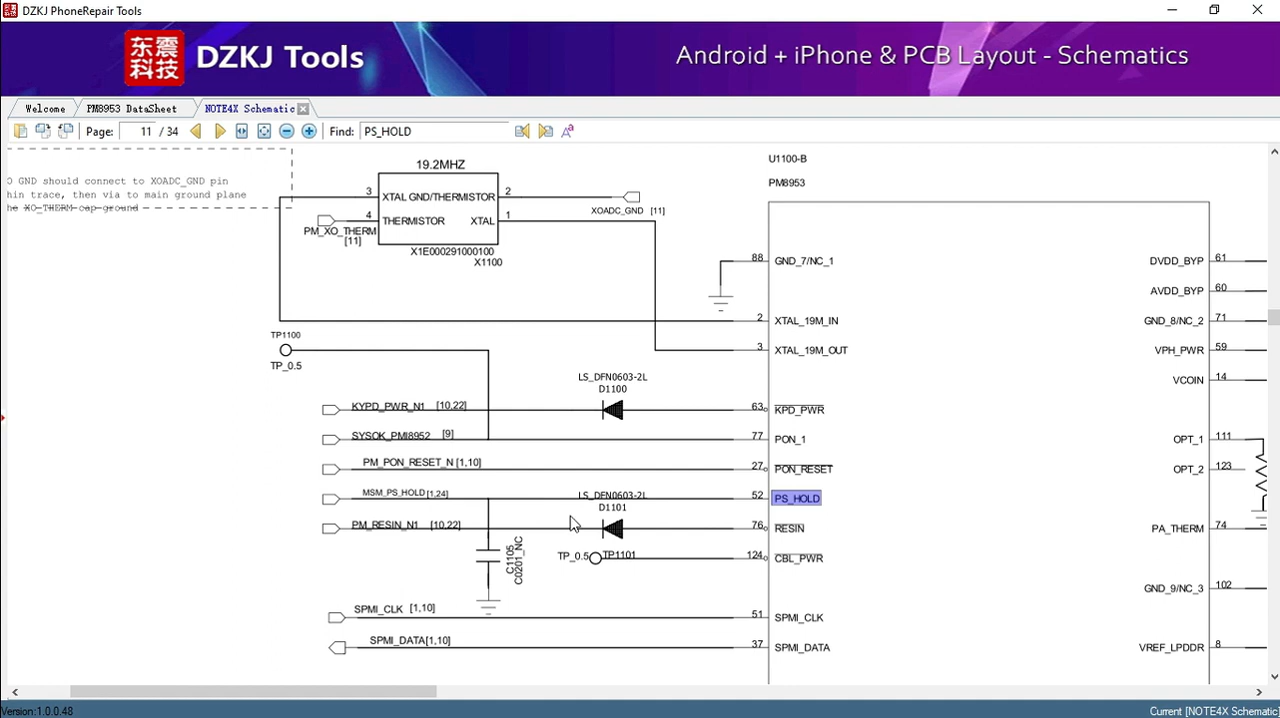 DZKJ PhoneRepair Tools
东震
科技
DZKJ Tools
Android + iPhone & PCB Layout - Schematics
Welcome
PM8953 DataSheet
NOTE4X Schematic
Page: 11 / 34
Find: PS_HOLD
O GND should connect to XOADC_GND pin
hin trace, then via to main ground plane
he XO_THERM cap ground
19.2MHZ
3 XTAL GND/THERMISTOR 2
XOADC_GND [11]
4 THERMISTOR XTAL 1
PM_XO_THERM
[11]
X1E000291000100
X1100
U1100-B
PM8953
88 GND_7/NC_1
DVDD_BYP 61
AVDD_BYP 60
2 XTAL_19M_IN
GND_8/NC_2 71
TP1100
TP_0.5
3 XTAL_19M_OUT
VPH_PWR 59
LS_DFN0603-2L
D1100
VCOIN 14
KYPD_PWR_N1 [10,22]
63 KPD_PWR
SYSOK_PMI8952 [9]
77 PON_1
OPT_1 111
PM_PON_RESET_N [1,10]
27 PON_RESET
OPT_2 123
MSM_PS_HOLD [1,24]
LS_DFN0603-2L
D1101
52 PS_HOLD
PM_RESIN_N1 [10,22]
76 RESIN
PA_THERM 74
C1105
C0201_NC
TP_0.5 TP1101
124 CBL_PWR
GND_9/NC_3 102
SPMI_CLK [1,10]
51 SPMI_CLK
SPMI_DATA[1,10]
37 SPMI_DATA
VREF_LPDDR 8
Version:1.0.0.48
Current [NOTE4X Schematic]